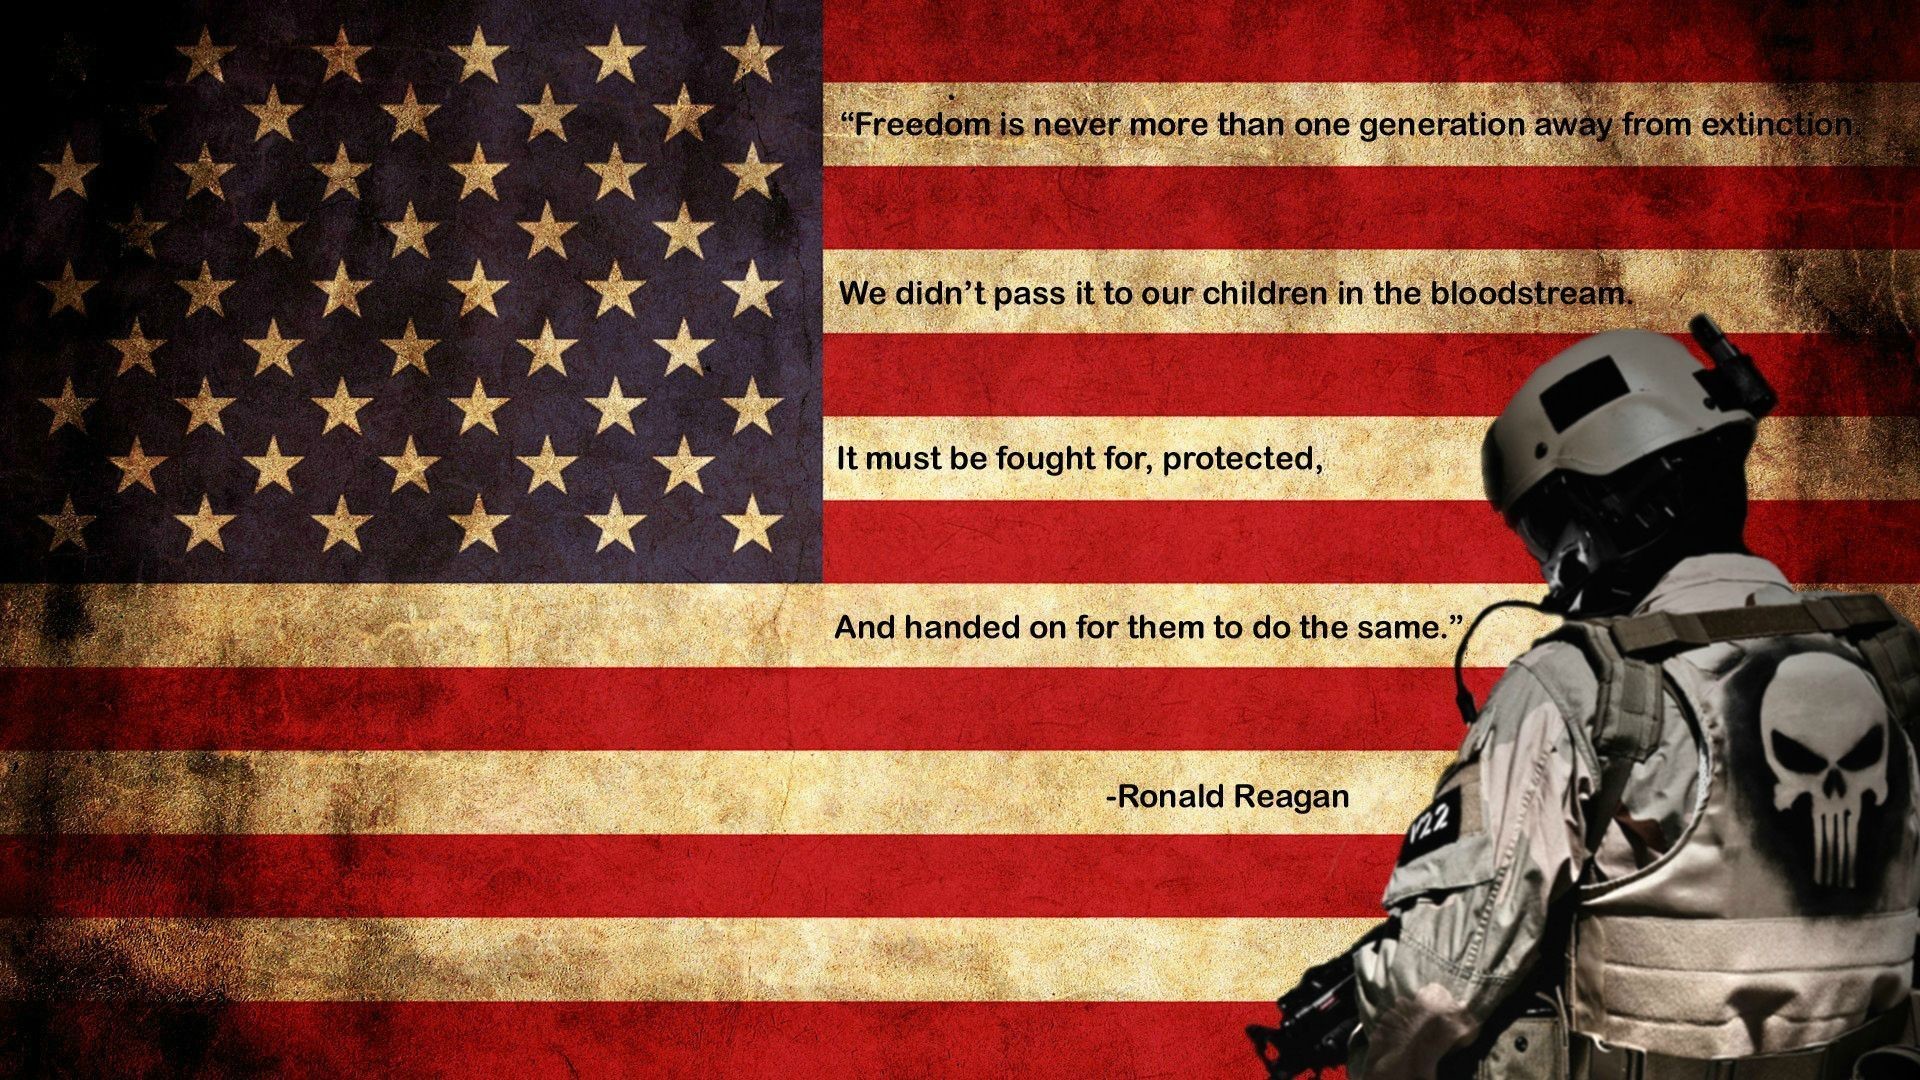 “Freedom is never more than one generation away from extinction.
We didn’t pass it to our children in the bloodstream.
It must be fought for, protected,
And handed on for them to do the same.”
-Ronald Reagan